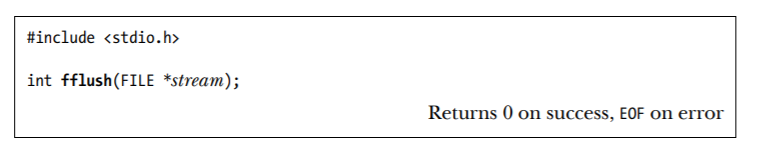 #include <stdio.h>
int fflush(FILE *stream);
Returns 0 on success, EOF on error